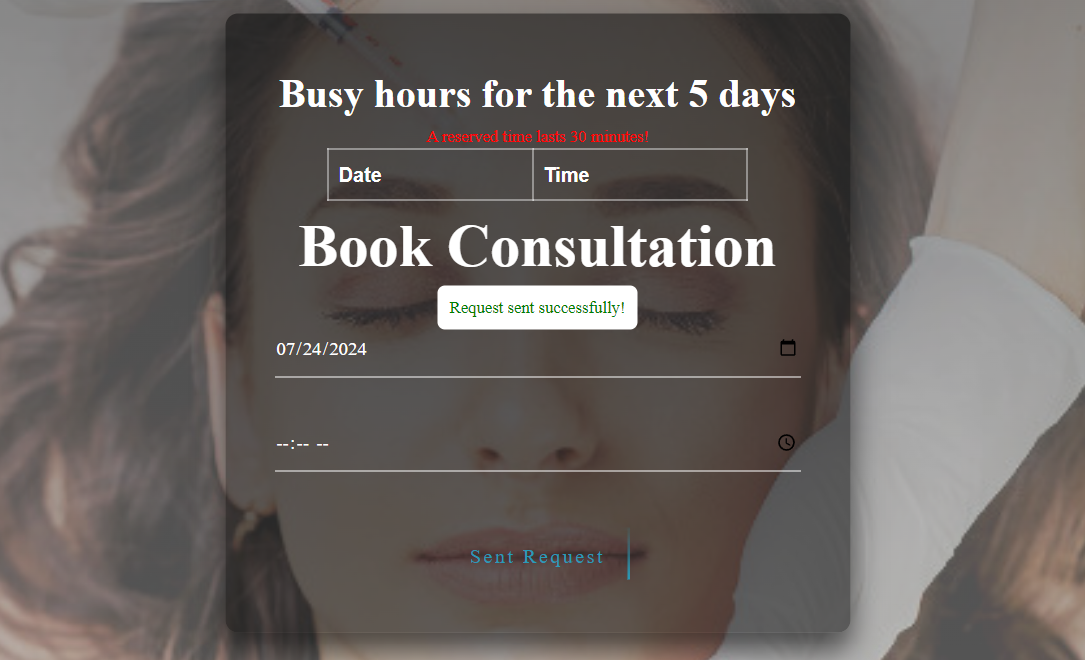 Busy hours for the next 5 days
A reserved time lasts 30 minutes!
Date Time
Book Consultation
Request sent successfully!
07/24/2024
--:-- --
Sent Request